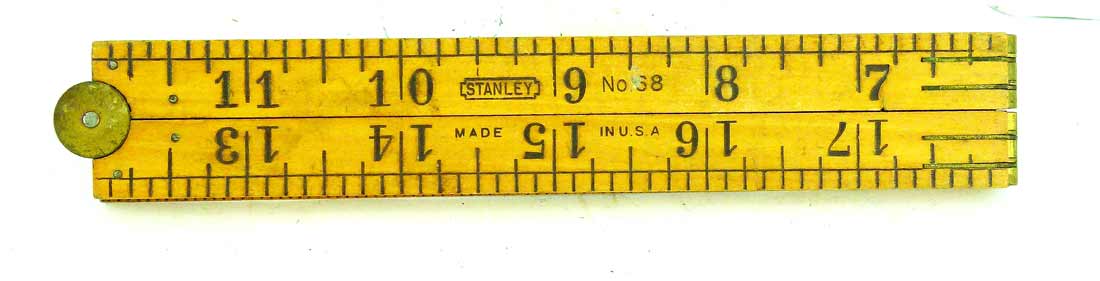 11 10 STANLEY 9 No 68 8 7
13 14 MADE 15 IN U.S.A 16 17